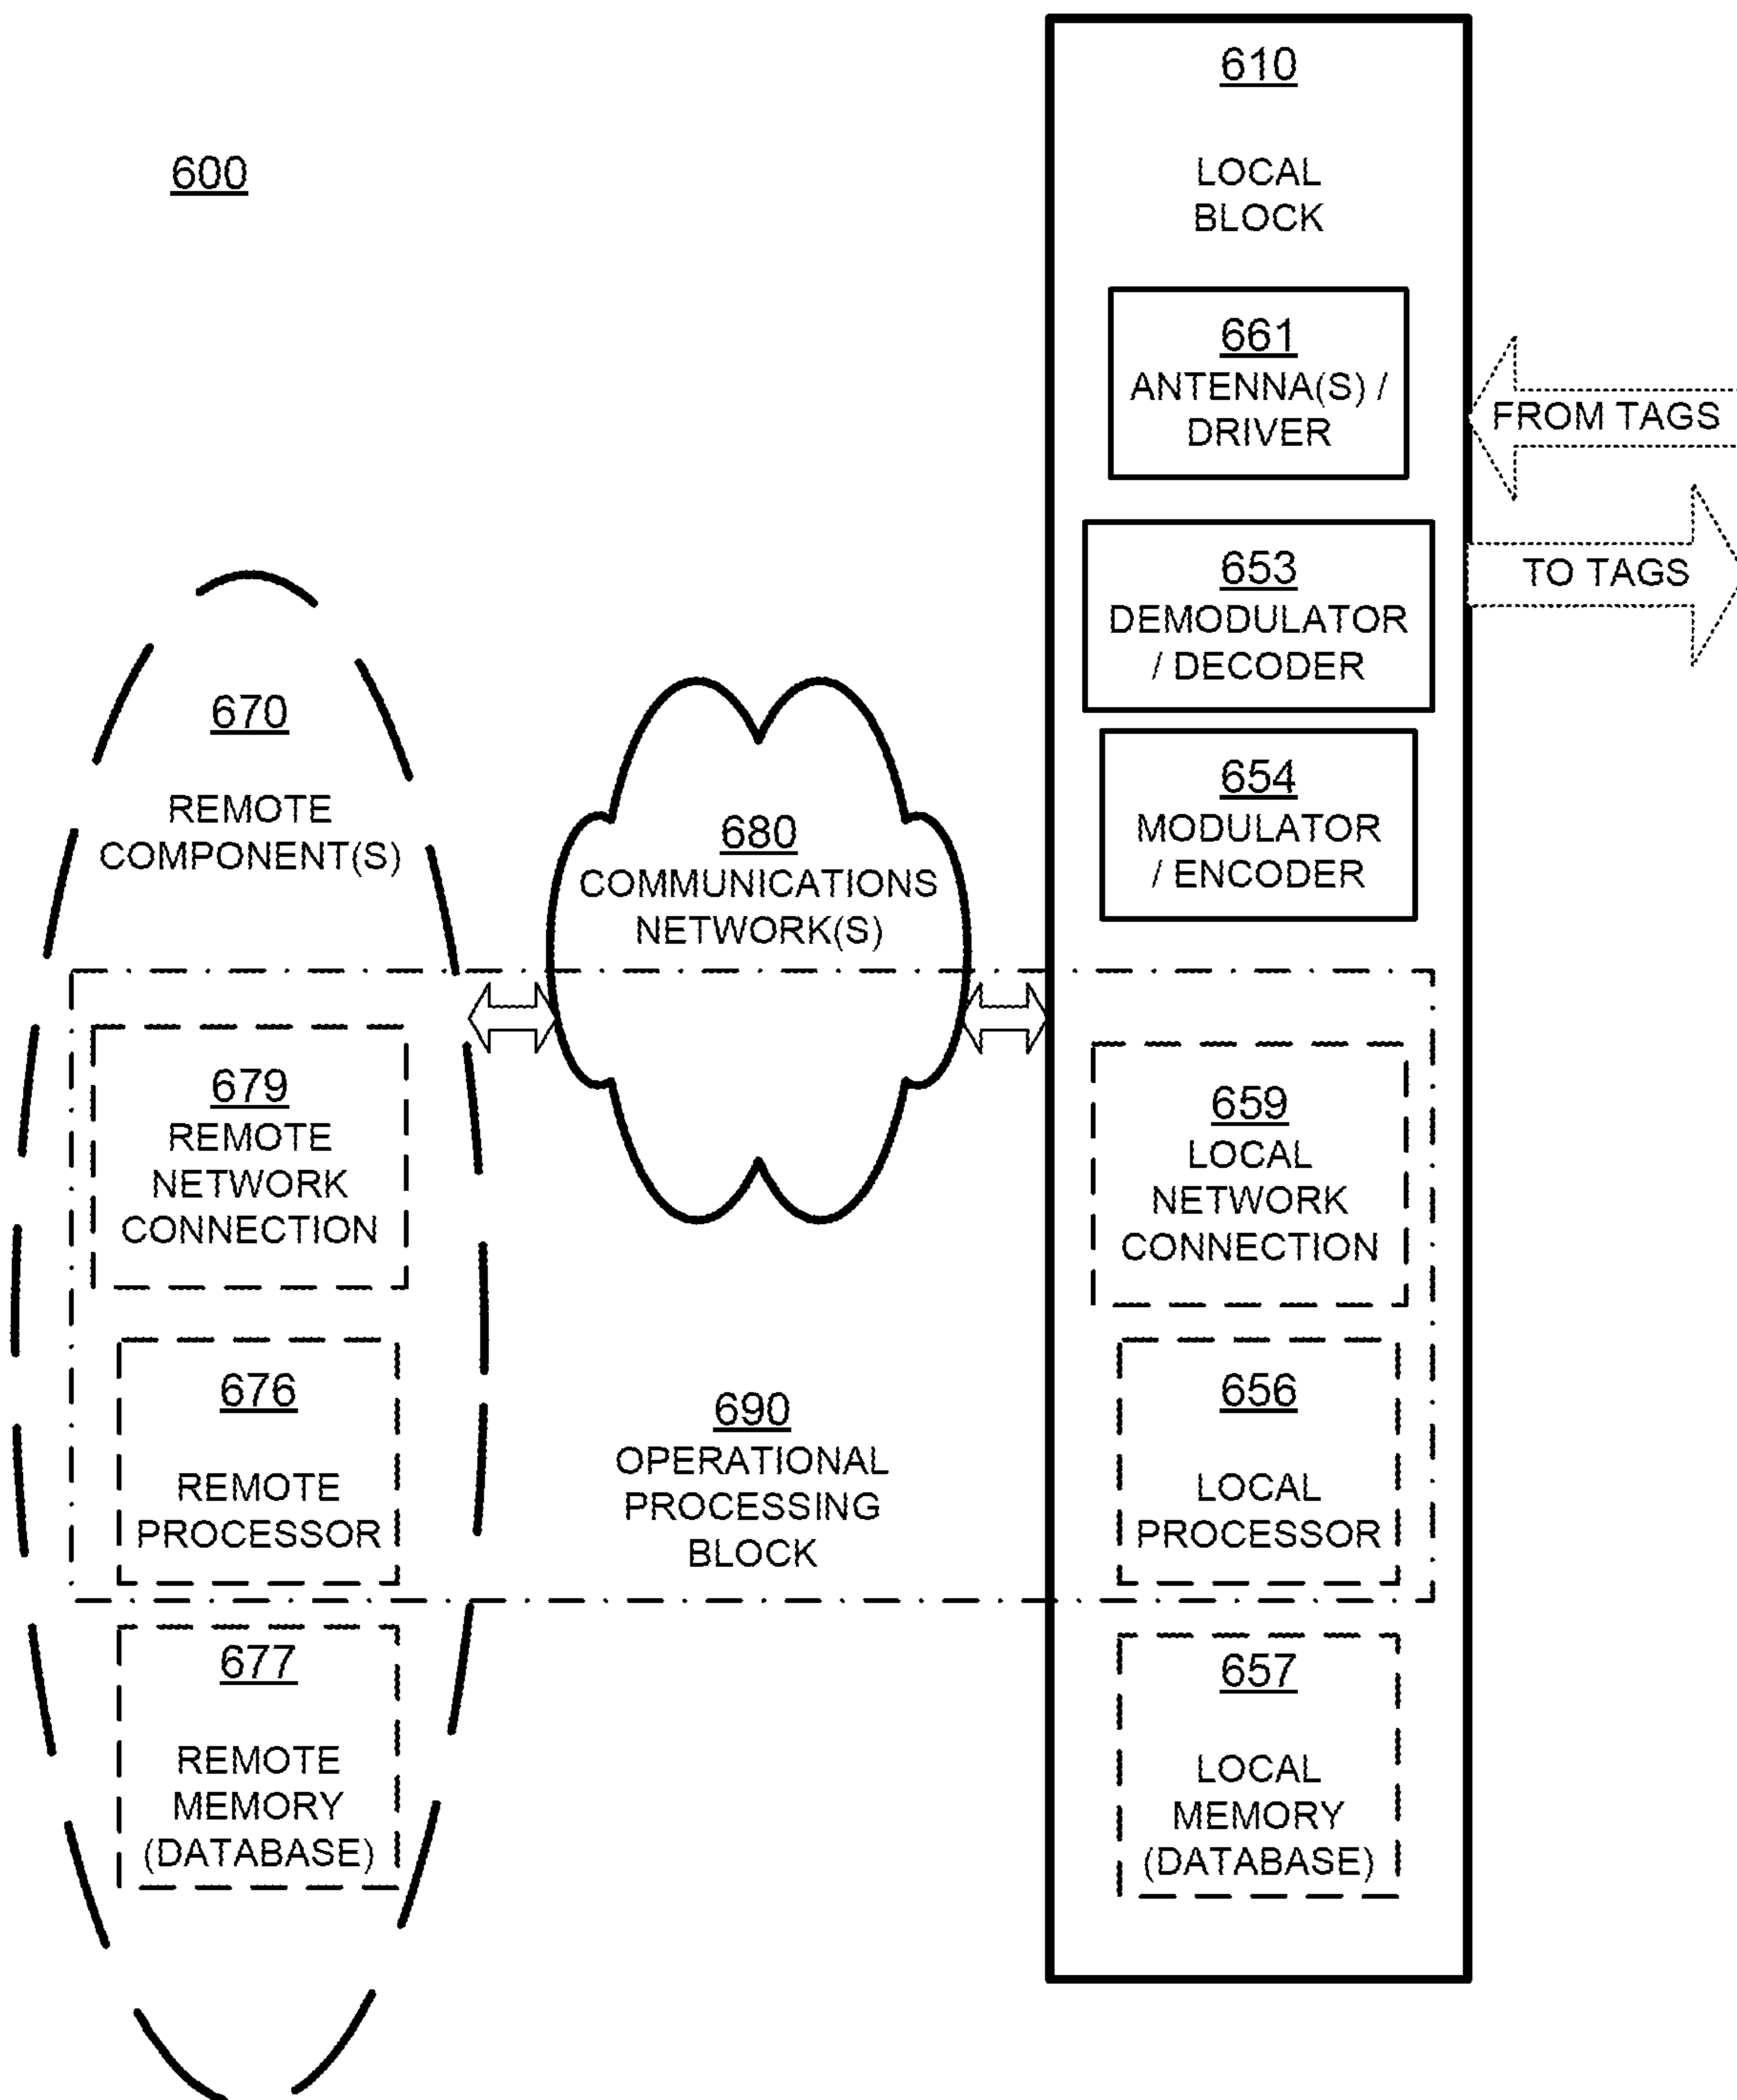 600
610
LOCAL
BLOCK
661
ANTENNA(S) /
DRIVER
FROM TAGS
653
DEMODULATOR
/ DECODER
TO TAGS
654
MODULATOR
/ ENCODER
670
REMOTE
COMPONENT(S)
680
COMMUNICATIONS
NETWORK(S)
679
REMOTE
NETWORK
CONNECTION
659
LOCAL
NETWORK
CONNECTION
676
REMOTE
PROCESSOR
690
OPERATIONAL
PROCESSING
BLOCK
656
LOCAL
PROCESSOR
677
REMOTE
MEMORY
(DATABASE)
657
LOCAL
MEMORY
(DATABASE)